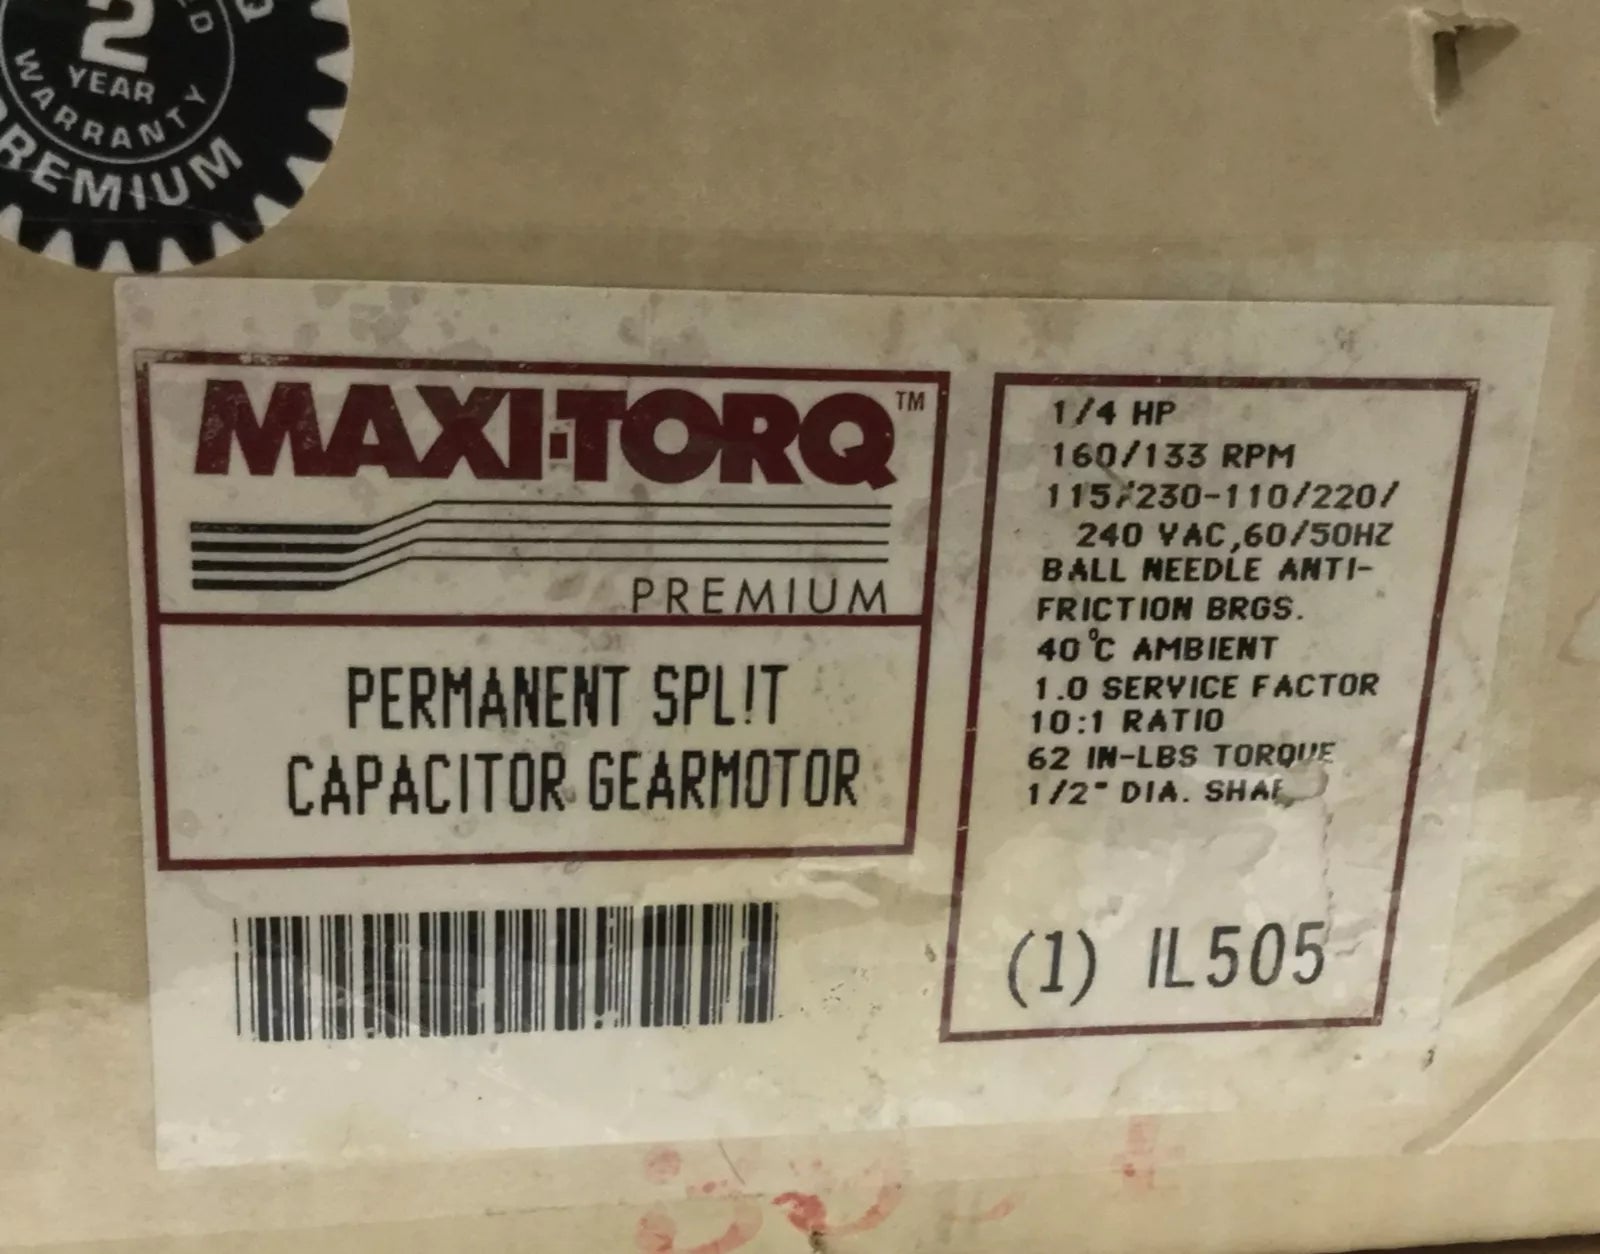 2
YEAR
WARRANTY
PREMIUM
MAXI·TORQ™
PREMIUM
PERMANENT SPLIT
CAPACITOR GEARMOTOR
1/4 HP
160/133 RPM
115/230-110/220/
240 VAC,60/50HZ
BALL NEEDLE ANTI-
FRICTION BRGS.
40°C AMBIENT
1.0 SERVICE FACTOR
10:1 RATIO
62 IN-LBS TORQUE
1/2" DIA. SHAF
(1) IL505